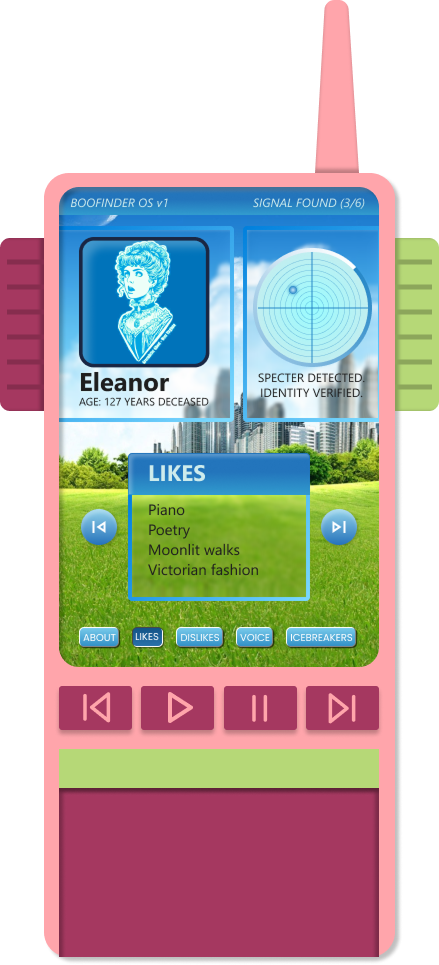 BOOFINDER OS v1
SIGNAL FOUND (3/6)
Eleanor
AGE: 127 YEARS DECEASED
SPECTER DETECTED.
IDENTITY VERIFIED.
LIKES
Piano
Poetry
Moonlit walks
Victorian fashion
ABOUT
LIKES
DISLIKES
VOICE
ICEBREAKERS